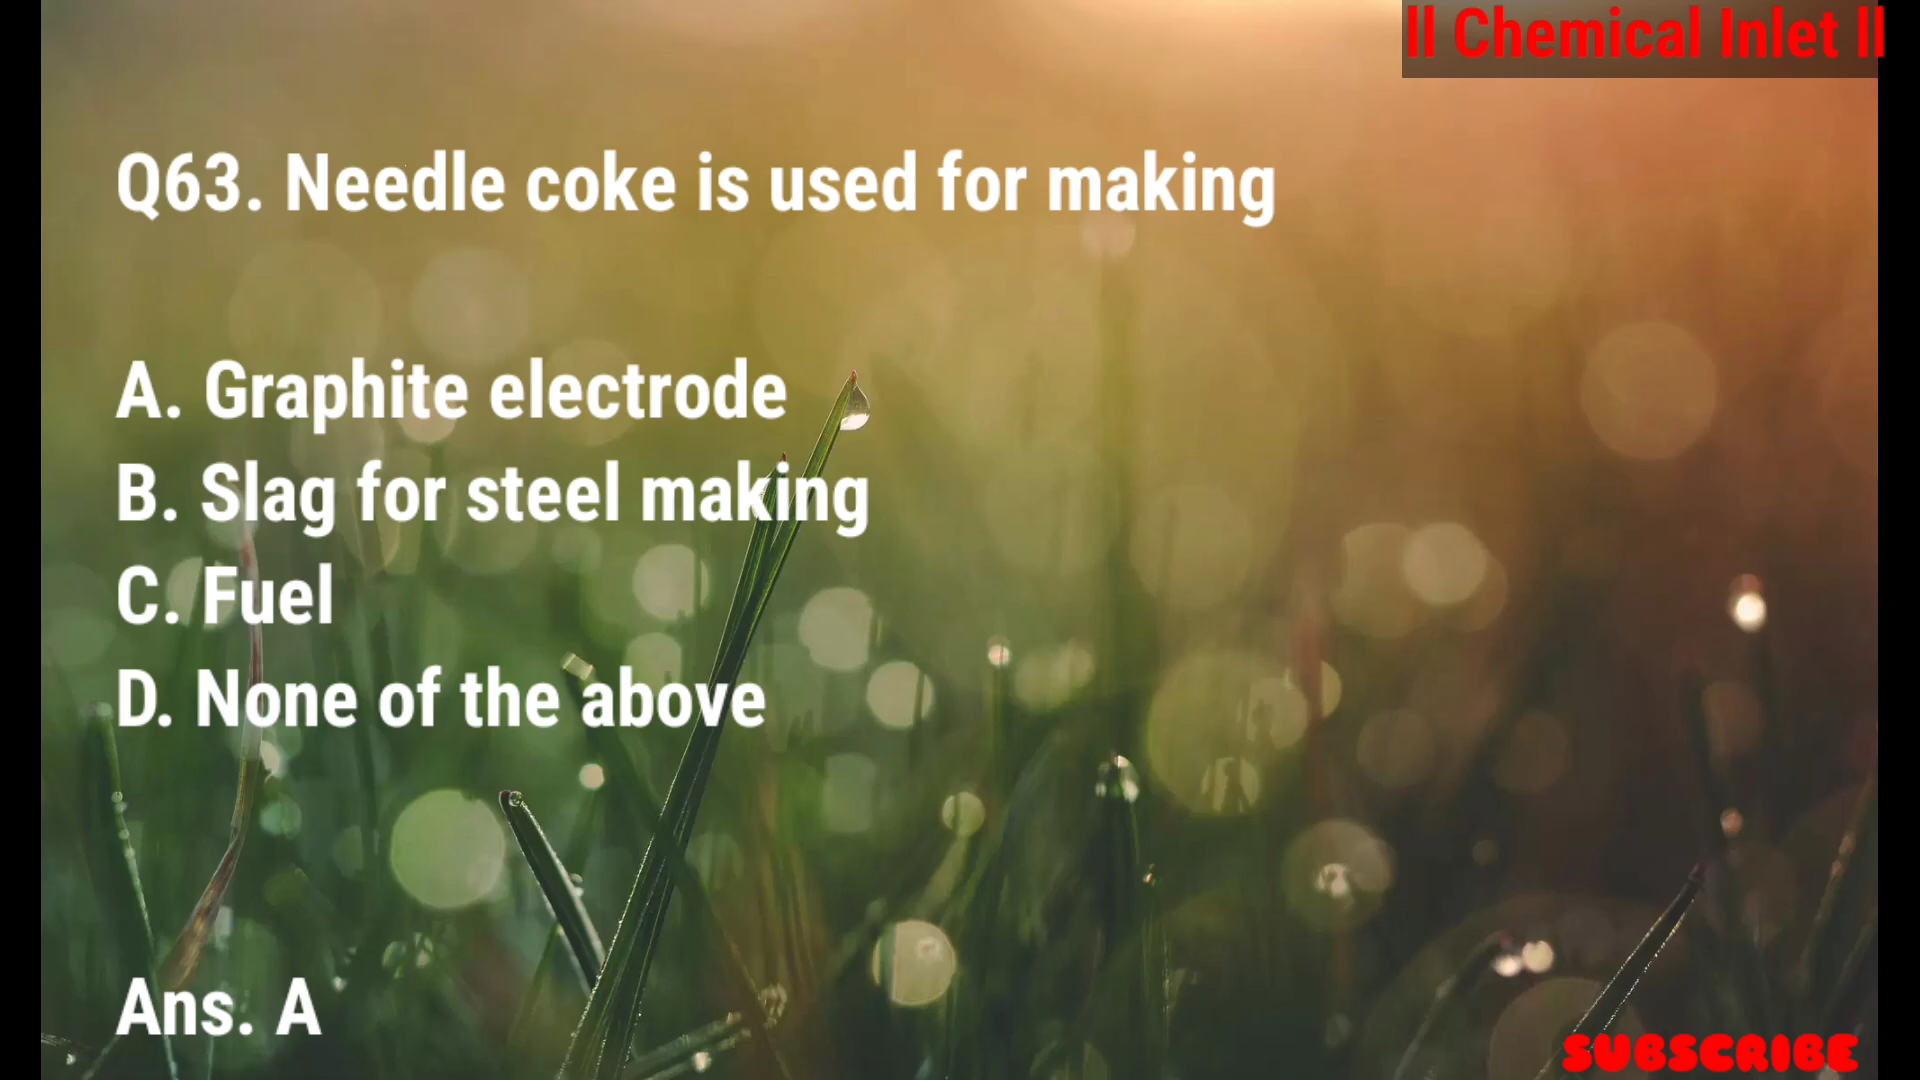 ll Chemical Inlet ll
Q63. Needle coke is used for making
A. Graphite electrode
B. Slag for steel making
C. Fuel
D. None of the above
Ans. A
SUBSCRIBE